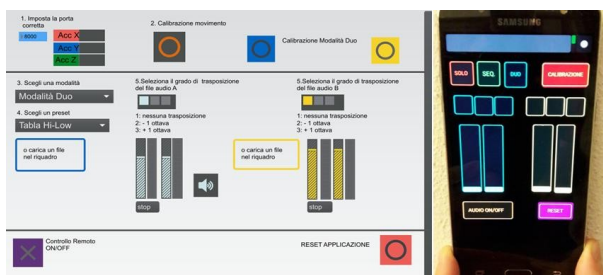 1. Imposta la porta
corretta
8000
Acc X
Acc Y
Acc Z
2. Calibrazione movimento
Calibrazione Modalità Duo
3. Scegli una modalità
Modalità Duo
4. Scegli un preset
Tabla Hi-Low
o carica un file
nel riquadro
5.Seleziona il grado di trasposizione
del file audio A
1: nessuna trasposizione
2: - 1 ottava
3: + 1 ottava
stop
o carica un file
nel riquadro
5.Seleziona il grado di trasposizione
del file audio B
1: nessuna trasposizione
2: - 1 ottava
3: + 1 ottava
stop
Controllo Remoto
ON/OFF
RESET APPLICAZIONE
SAMSUNG
SOLO
SEQ.
DUO
CALIBRAZIONE
AUDIO ON/OFF
RESET